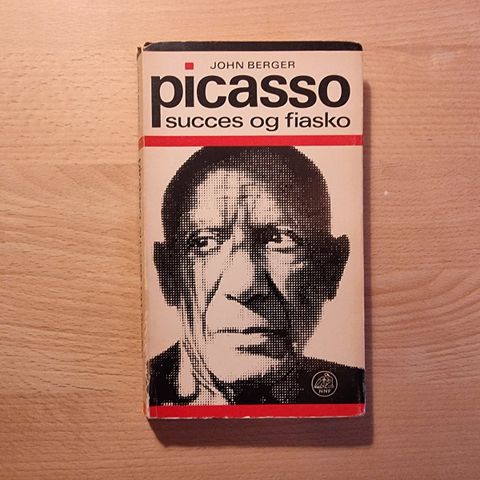 JOHN BERGER
picasso
succes og fiasko